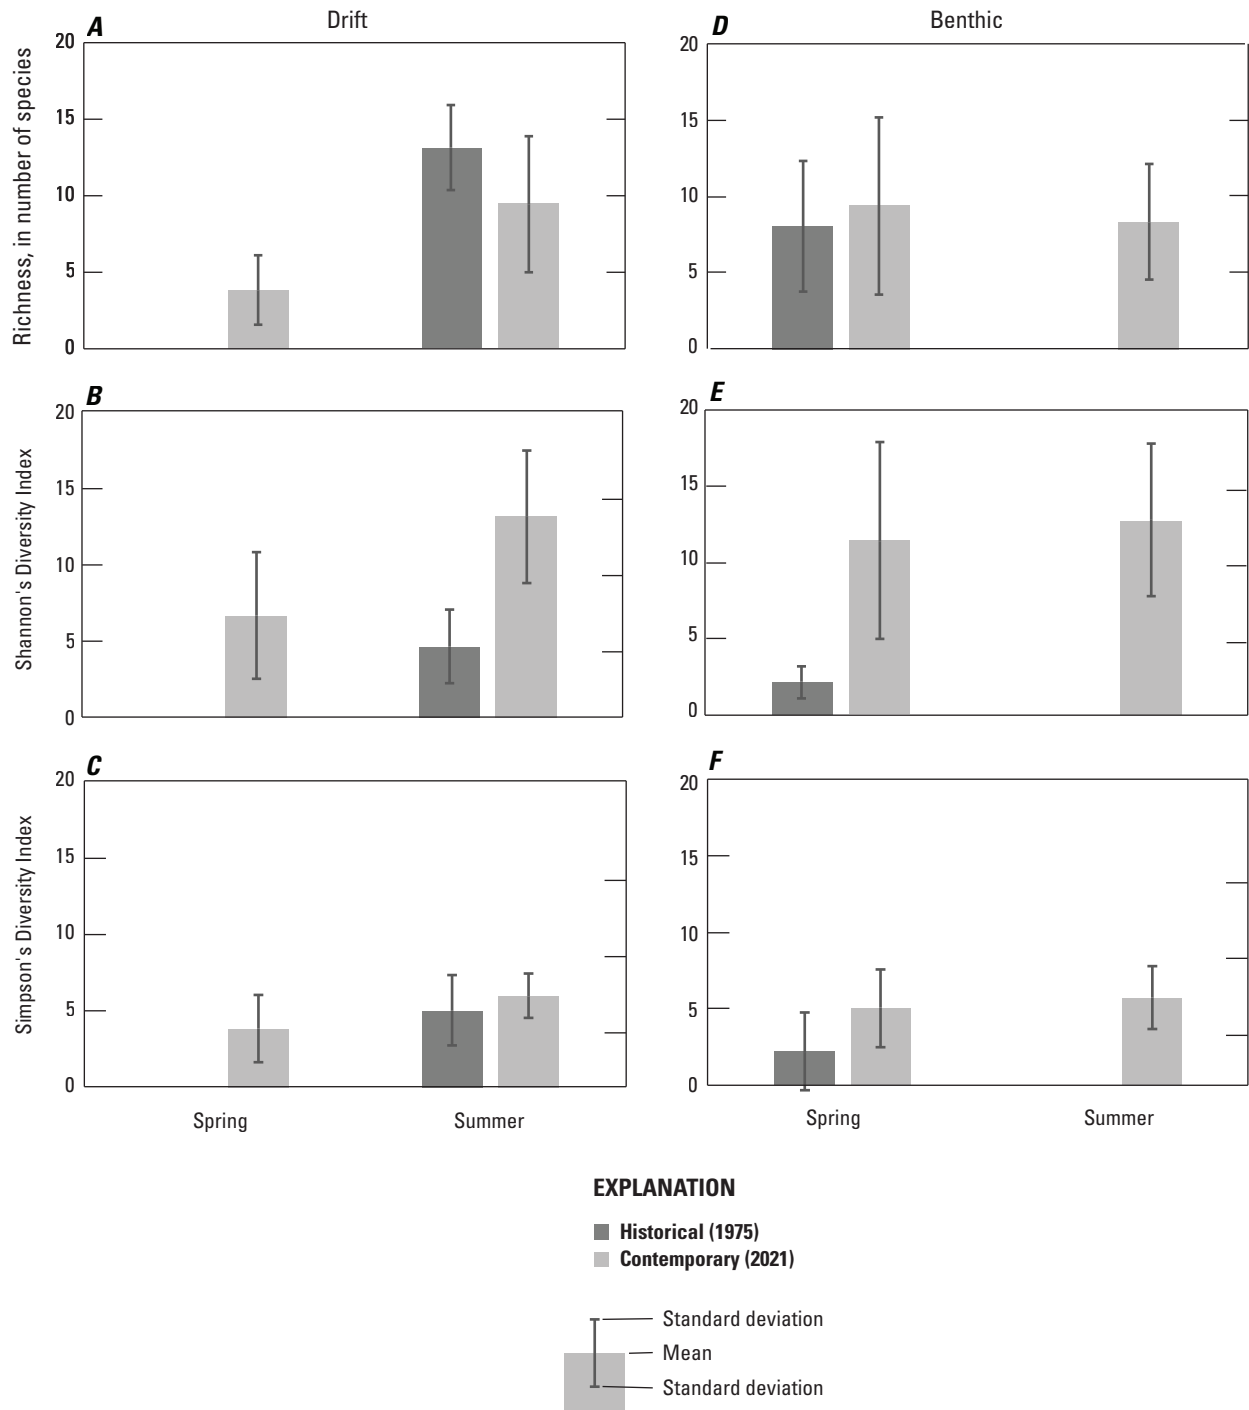 A
Drift
D
Benthic
Richness, in number of species
20
15
10
5
0
20
15
10
5
0
B
E
Shannon's Diversity Index
20
15
10
5
0
20
15
10
5
0
C
F
Simpson's Diversity Index
20
15
10
5
0
20
15
10
5
0
Spring
Summer
Spring
Summer
EXPLANATION
Historical (1975)
Contemporary (2021)
Standard deviation
Mean
Standard deviation